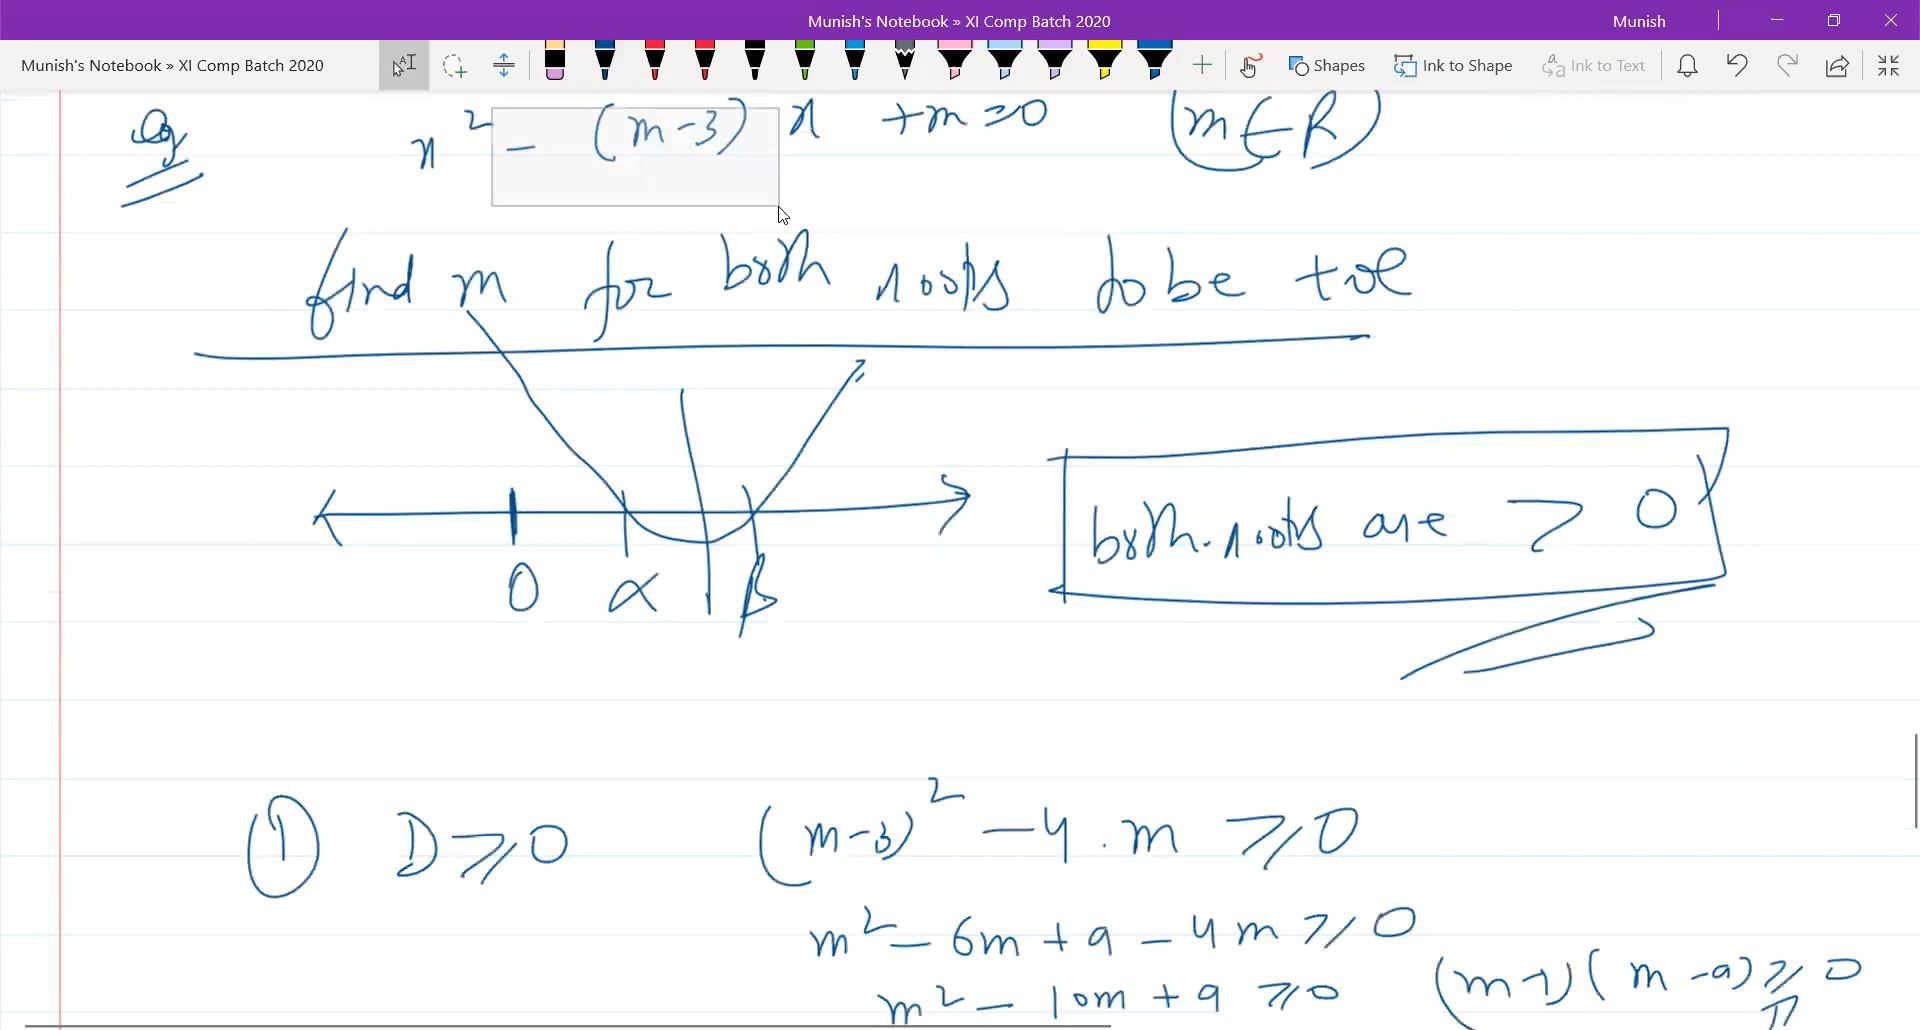 Munish's Notebook » XI Comp Batch 2020
Munish
Munish's Notebook » XI Comp Batch 2020
Shapes
Ink to Shape
Ink to Text
Q
x² - (m-3) x + m = 0 (m ∈ R)
find m for both roots to be +ve
both roots are > 0
0 α β
① D ≥ 0 (m-3)² - 4.m ≥ 0
m² - 6m + 9 - 4m ≥ 0
m² - 10m + 9 ≥ 0 (m-1)(m-9) ≥ 0